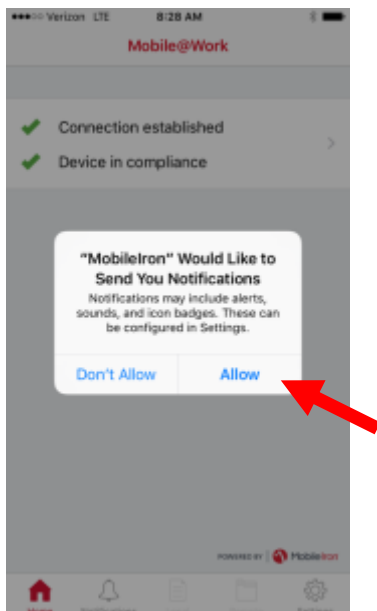 Verizon LTE 8:28 AM
Mobile@Work
Connection established
Device in compliance
"MobileIron" Would Like to
Send You Notifications
Notifications may include alerts,
sounds, and icon badges. These can
be configured in Settings.
Don't Allow Allow
POWERED BY MobileIron